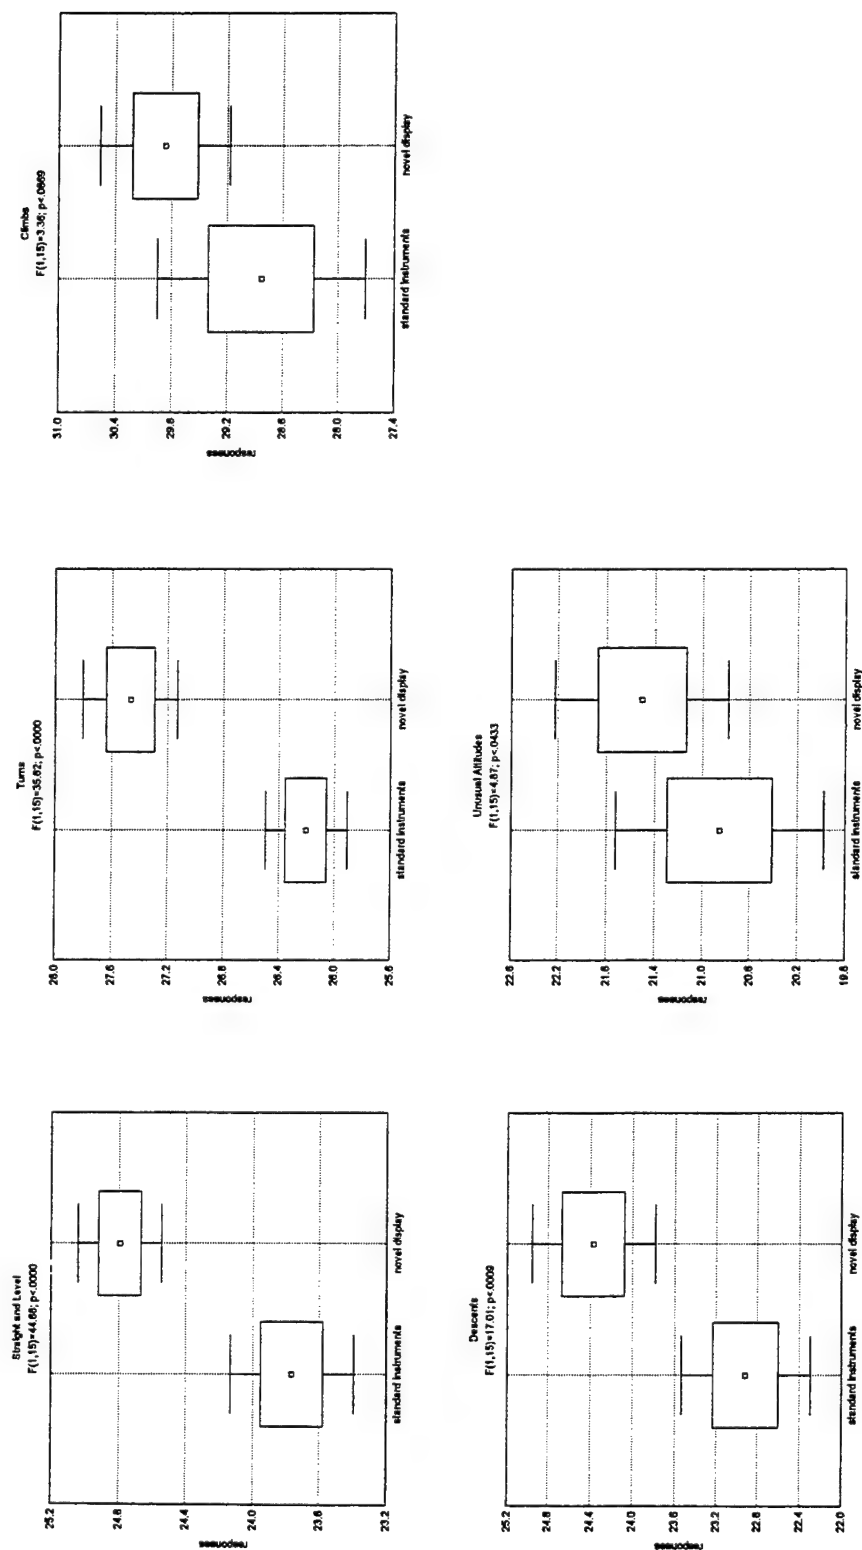 Straight and Level
F(1,15)=44.68; p<.0000
25.2
24.8
24.4
24.0
23.6
23.2
responses
standard instruments
novel display
Turns
F(1,15)=35.62; p<.0000
28.0
27.6
27.2
26.8
26.4
26.0
25.6
responses
standard instruments
novel display
Climbs
F(1,15)=3.36; p<.0869
31.0
30.4
29.8
29.2
28.6
28.0
27.4
responses
standard instruments
novel display
Descents
F(1,15)=17.01; p<.0009
25.2
24.8
24.4
24.0
23.6
23.2
22.8
22.4
22.0
responses
standard instruments
novel display
Unusual Attitudes
F(1,15)=4.87; p<.0433
22.6
22.2
21.8
21.4
21.0
20.6
20.2
19.8
responses
standard instruments
novel display